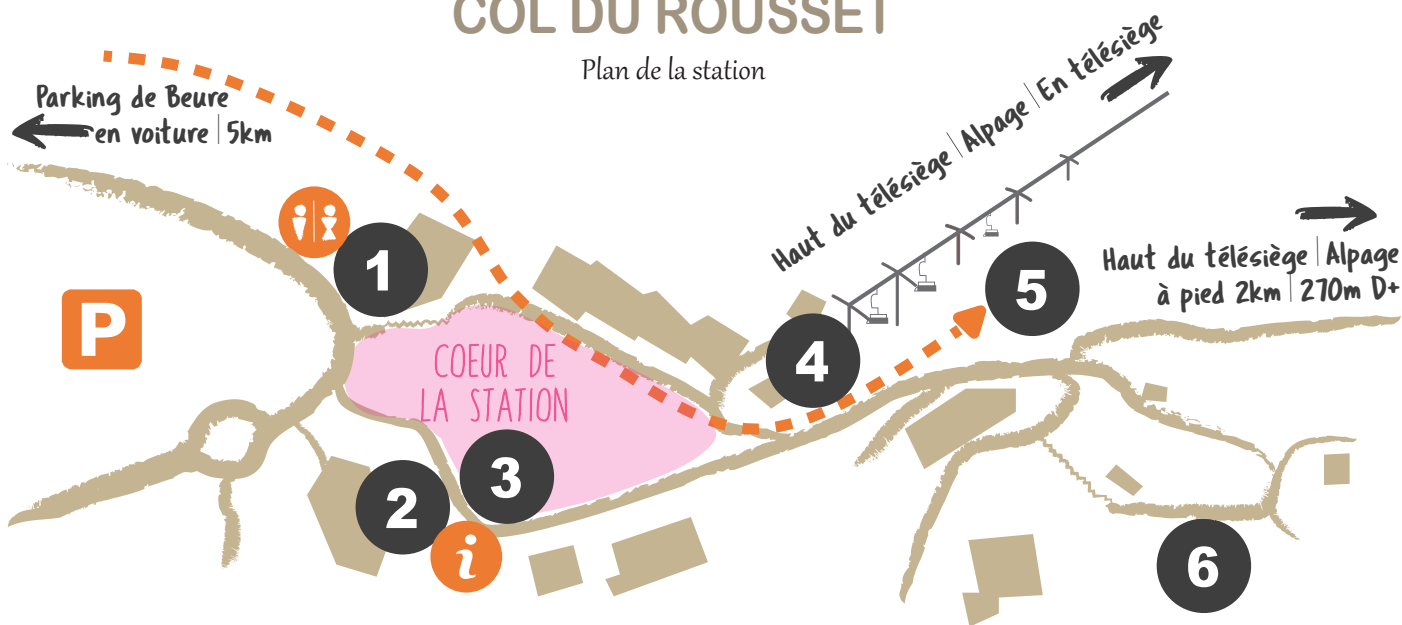 COL DU ROUSSET
Plan de la station
Parking de Beure
en voiture | 5km
Haut du télésiège | Alpage | En télésiège
Haut du télésiège | Alpage
à pied 2km | 270m D+
1
P
5
COEUR DE
LA STATION
4
3
2
i
6